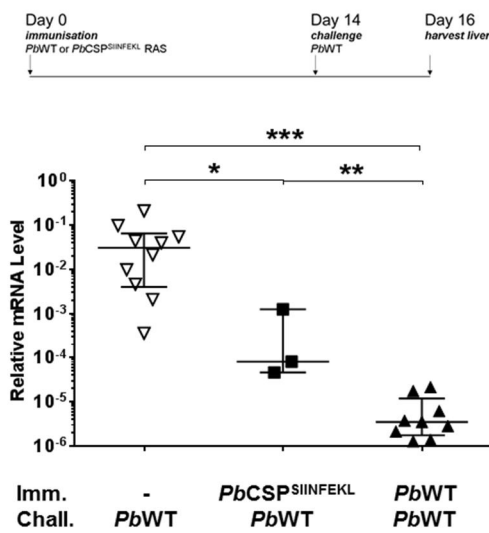 Day 0 Day 14 Day 16
immunisation challenge harvest liver
PbWT or PbCSPSIINFEKL RAS PbWT
***
* **
Relative mRNA Level
10⁰
10⁻¹
10⁻²
10⁻³
10⁻⁴
10⁻⁵
10⁻⁶
Imm. - PbCSPSIINFEKL PbWT
Chall. PbWT PbWT PbWT